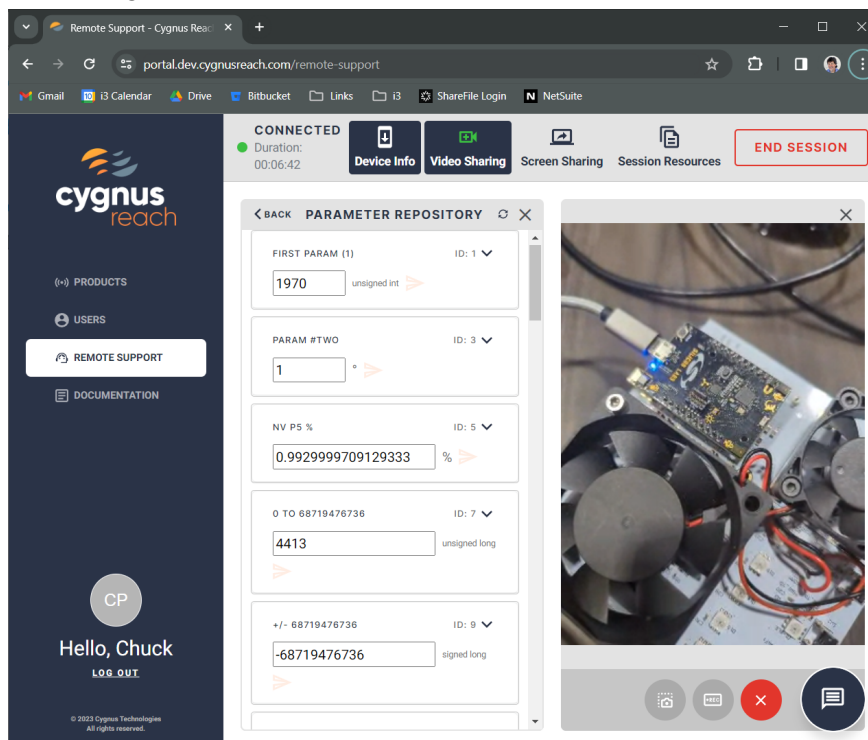 Remote Support - Cygnus Reac
portal.dev.cygnusreach.com/remote-support
Gmail
i3 Calendar
Drive
Bitbucket
Links
i3
ShareFile Login
NetSuite
cygnus
reach
PRODUCTS
USERS
REMOTE SUPPORT
DOCUMENTATION
CP
Hello, Chuck
LOG OUT
© 2023 Cygnus Technologies
All rights reserved.
CONNECTED
Duration:
00:06:42
Device Info
Video Sharing
Screen Sharing
Session Resources
END SESSION
BACK PARAMETER REPOSITORY
FIRST PARAM (1) ID: 1
1970 unsigned int
PARAM #TWO ID: 3
1 °
NV P5 % ID: 5
0.9929999709129333 %
0 TO 68719476736 ID: 7
4413 unsigned long
+/- 68719476736 ID: 9
-68719476736 signed long
SILICON LABS
REC